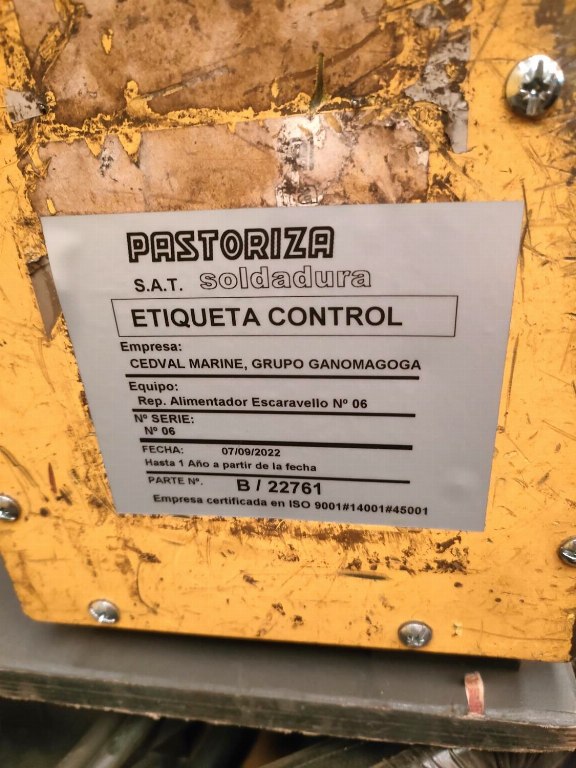 PASTORIZA
S.A.T. soldadura
ETIQUETA CONTROL
Empresa:
CEDVAL MARINE, GRUPO GANOMAGOGA
Equipo:
Rep. Alimentador Escaravello Nº 06
Nº SERIE:
Nº 06
FECHA: 07/09/2022
Hasta 1 Año a partir de la fecha
PARTE Nº. B / 22761
Empresa certificada en ISO 9001#14001#45001